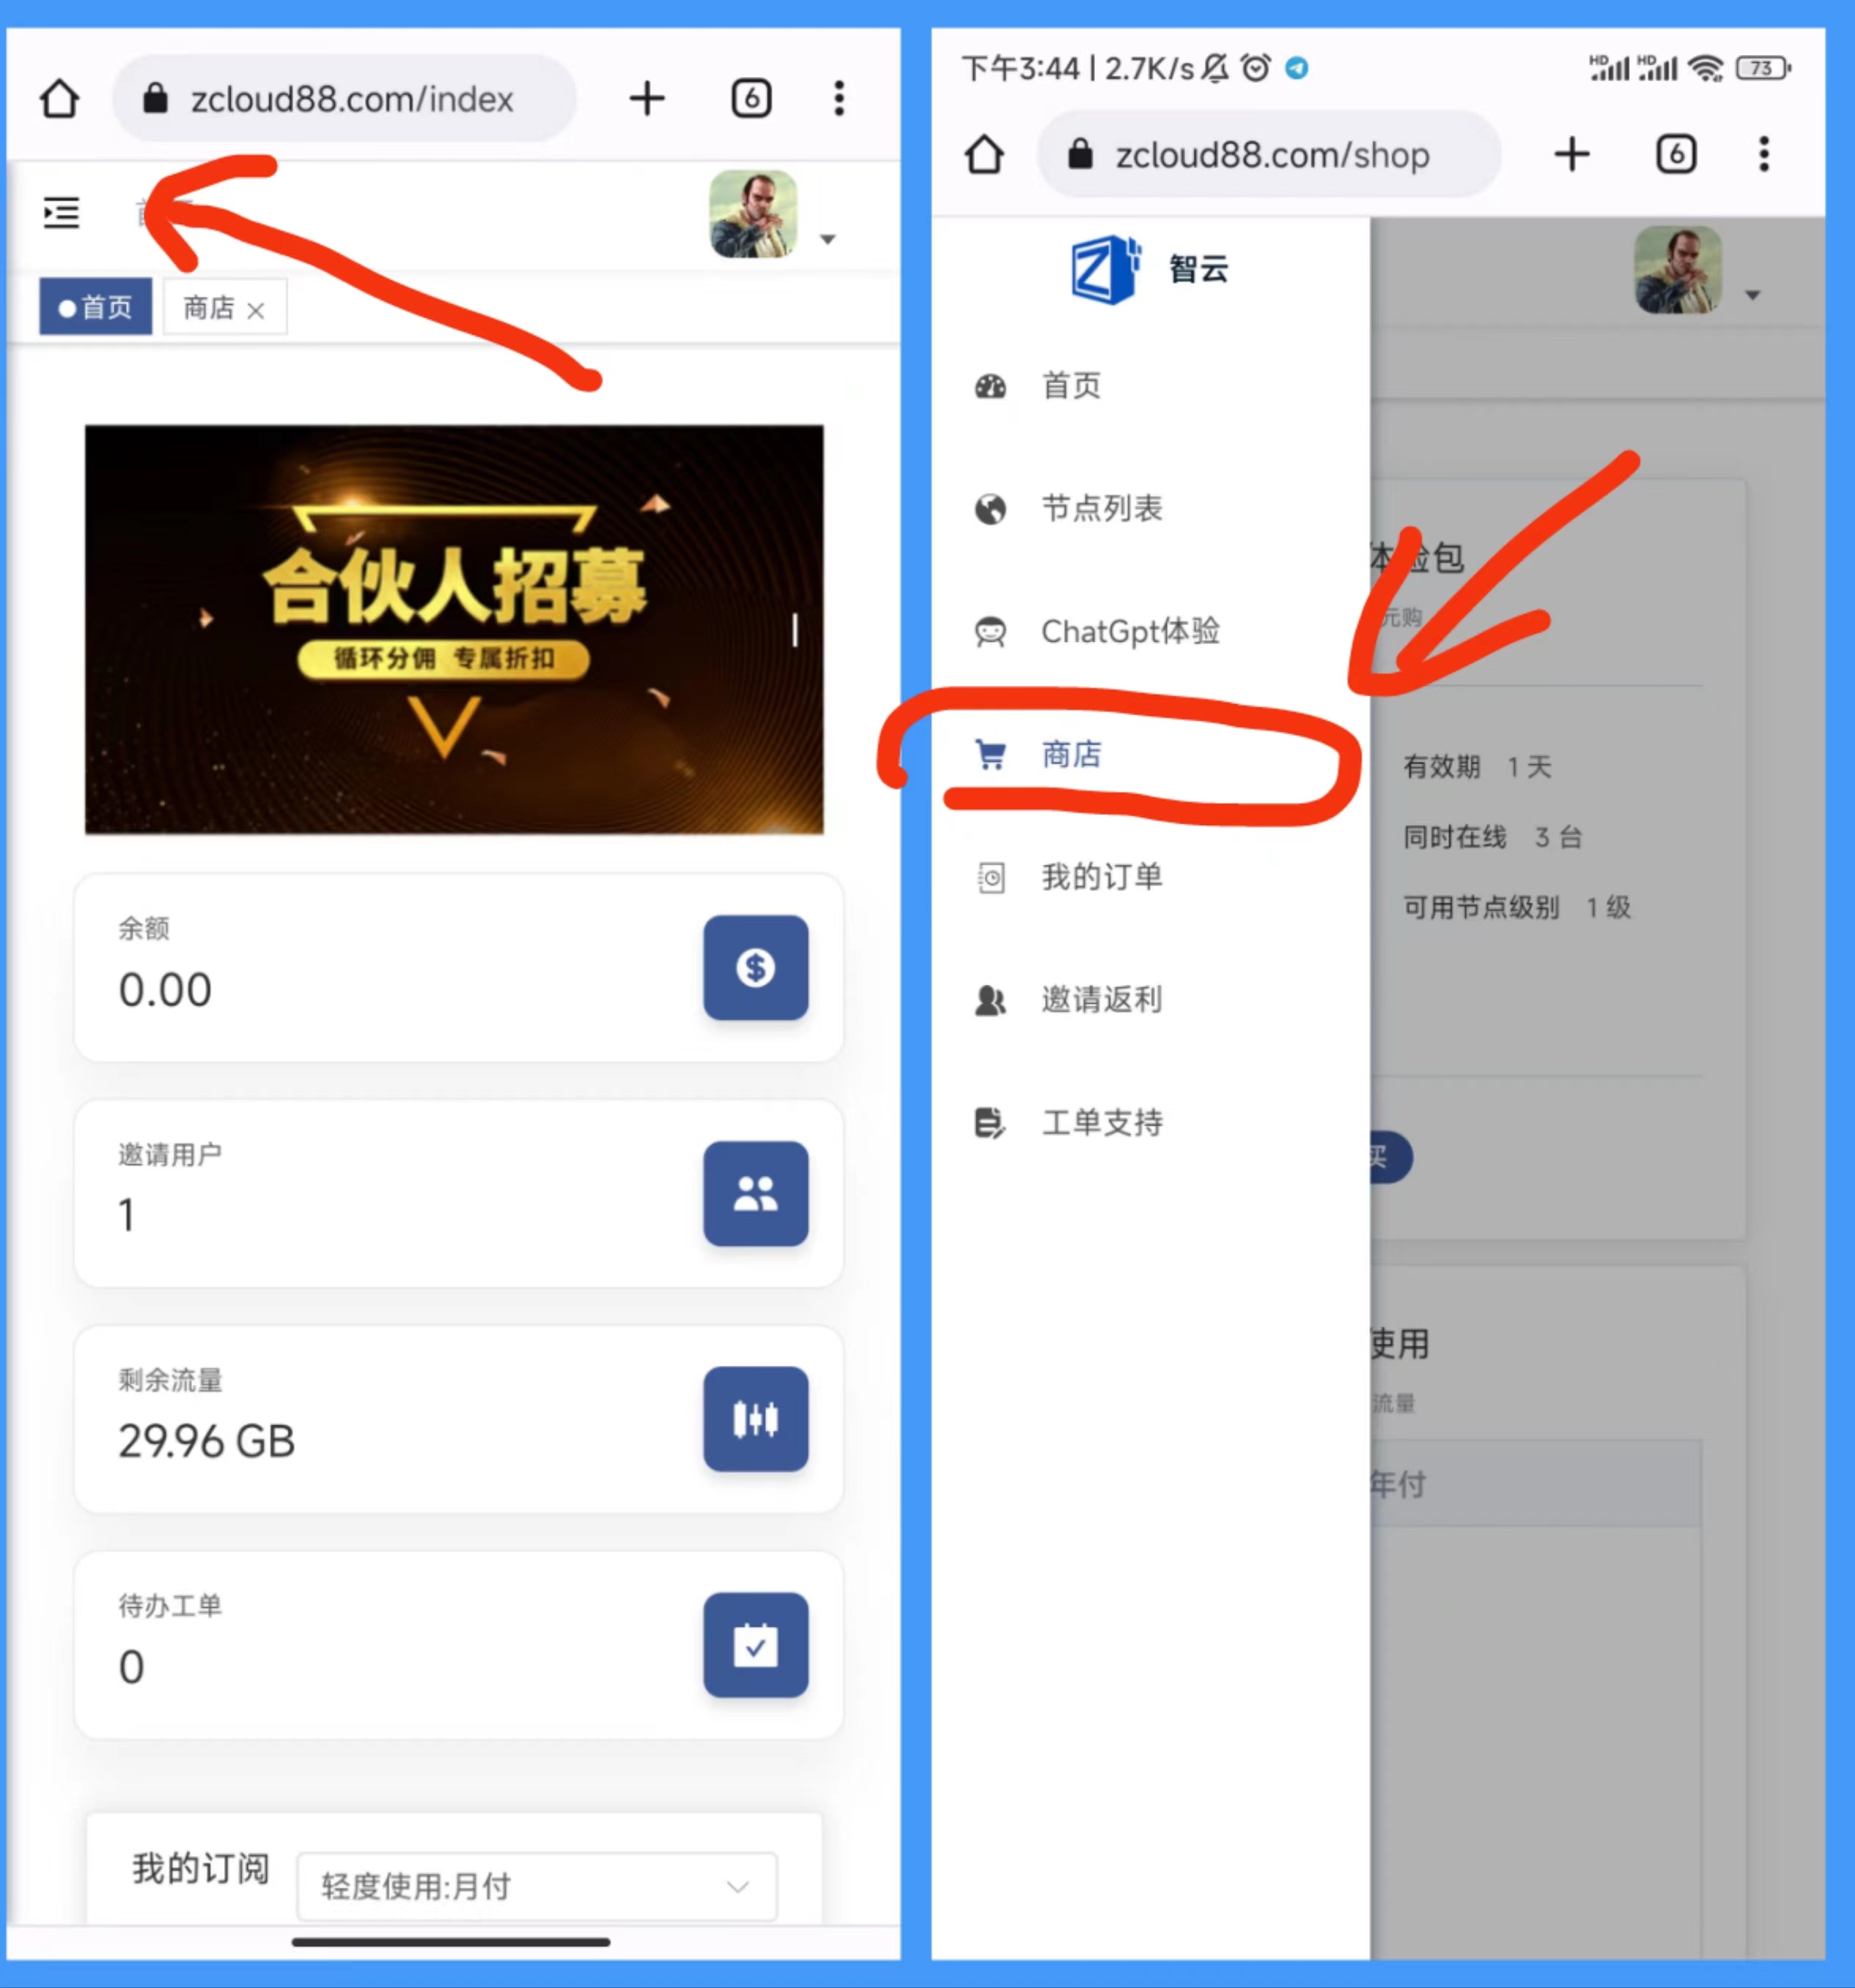 zcloud88.com/index
6
首页
商店
合伙人招募
循环分佣 专属折扣
余额
0.00
邀请用户
1
剩余流量
29.96 GB
待办工单
0
我的订阅
轻度使用:月付
下午3:44 | 2.7K/s
HD HD 73
zcloud88.com/shop
6
智云
首页
节点列表
ChatGpt体验
商店
我的订单
邀请返利
工单支持
体验包
元购
有效期 1 天
同时在线 3 台
可用节点级别 1 级
买
使用
流量
年付